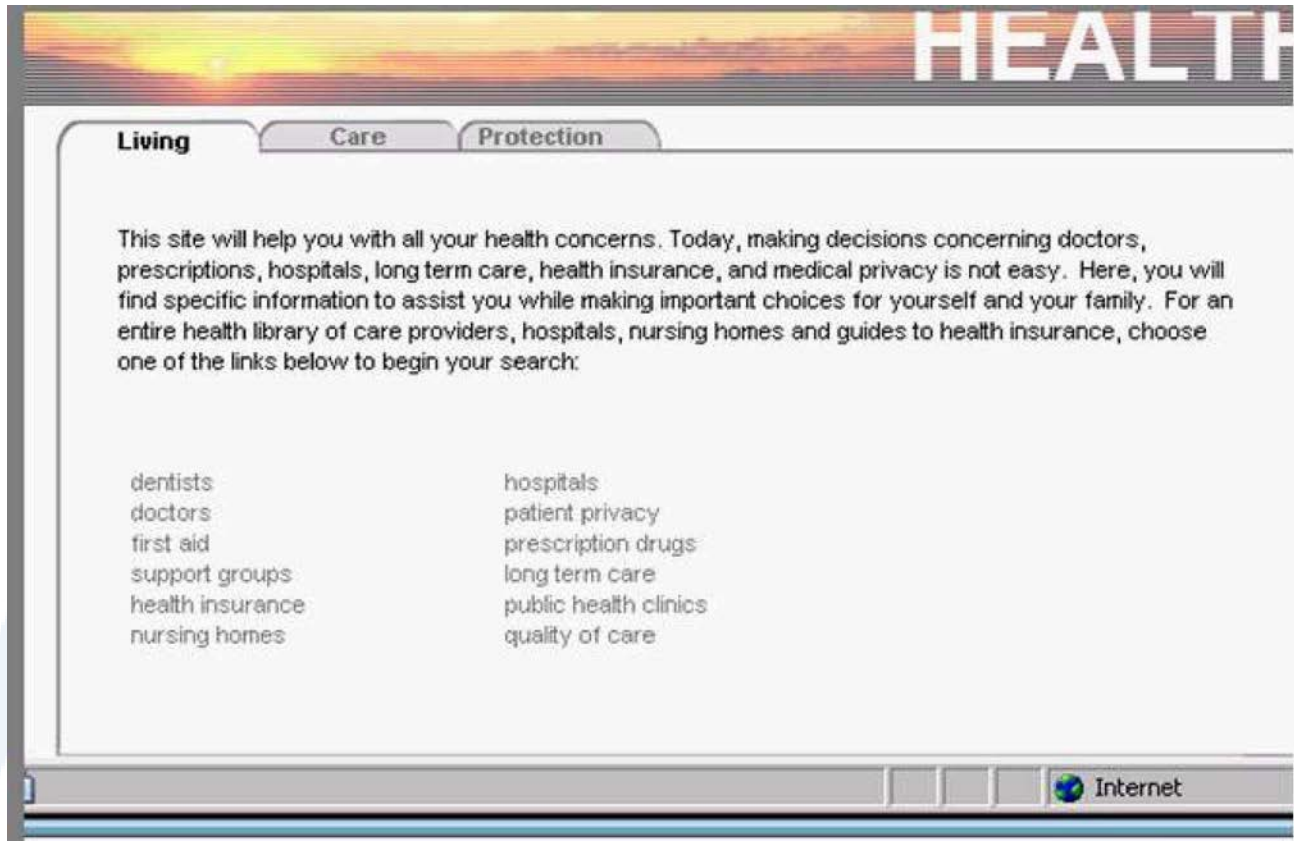 HEALTH
Living Care Protection
This site will help you with all your health concerns. Today, making decisions concerning doctors,
prescriptions, hospitals, long term care, health insurance, and medical privacy is not easy. Here, you will
find specific information to assist you while making important choices for yourself and your family. For an
entire health library of care providers, hospitals, nursing homes and guides to health insurance, choose
one of the links below to begin your search:
dentists hospitals
doctors patient privacy
first aid prescription drugs
support groups long term care
health insurance public health clinics
nursing homes quality of care
Internet